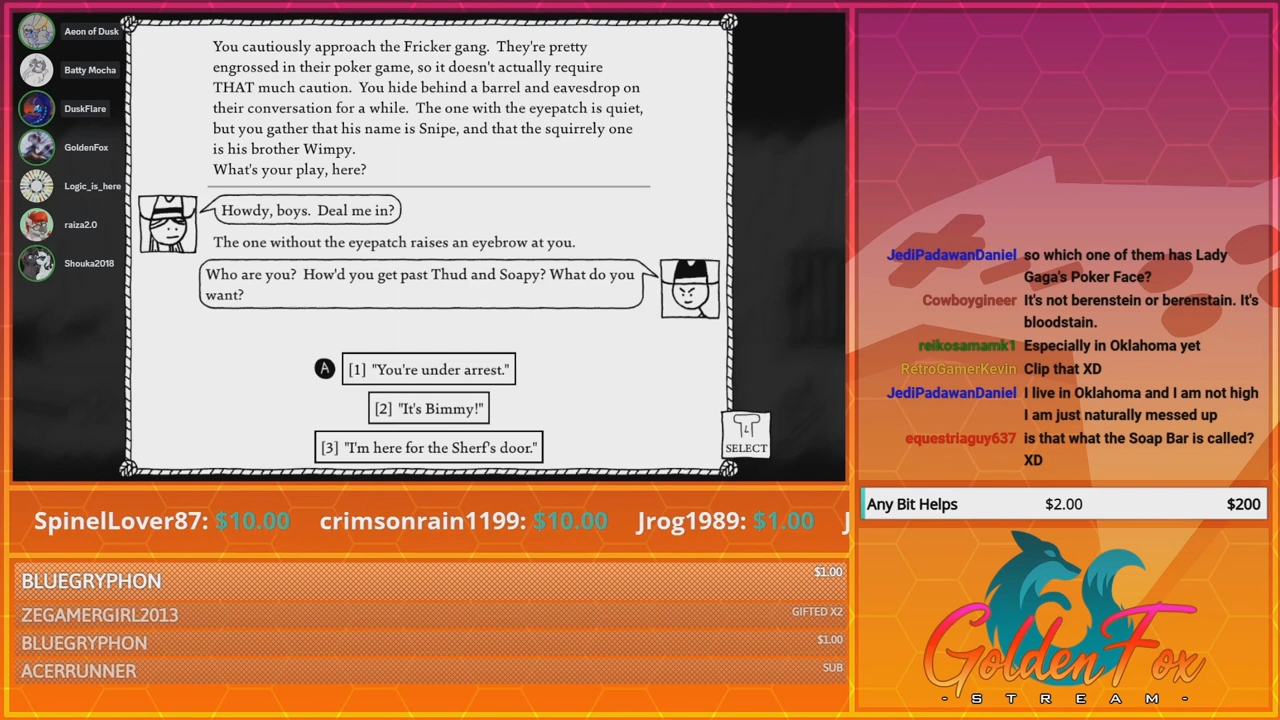 Aeon of Dusk
Batty Mocha
DuskFlare
GoldenFox
Logic_is_here
raiza2.0
Shouka2018
You cautiously approach the Fricker gang.  They're pretty
engrossed in their poker game, so it doesn't actually require
THAT much caution.  You hide behind a barrel and eavesdrop on
their conversation for a while.  The one with the eyepatch is quiet,
but you gather that his name is Snipe, and that the squirrely one
is his brother Wimpy.
What's your play, here?
Howdy, boys.  Deal me in?
The one without the eyepatch raises an eyebrow at you.
Who are you?  How'd you get past Thud and Soapy? What do you
want?
A [1] "You're under arrest."
[2] "It's Bimmy!"
[3] "I'm here for the Sherf's door."
L
SELECT
JediPadawanDaniel so which one of them has Lady
Gaga's Poker Face?
Cowboygineer It's not berenstein or berenstain. It's
bloodstain.
reikosamamk1 Especially in Oklahoma yet
RetroGamerKevin Clip that XD
JediPadawanDaniel I live in Oklahoma and I am not high
I am just naturally messed up
equestriaguy637 is that what the Soap Bar is called?
XD
Any Bit Helps $2.00 $200
SpinelLover87: $10.00 crimsonrain1199: $10.00 Jrog1989: $1.00 J
BLUEGRYPHON $1.00
ZEGAMERGIRL2013 GIFTED X2
BLUEGRYPHON $1.00
ACERRUNNER SUB
GoldenFox
- S T R E A M -